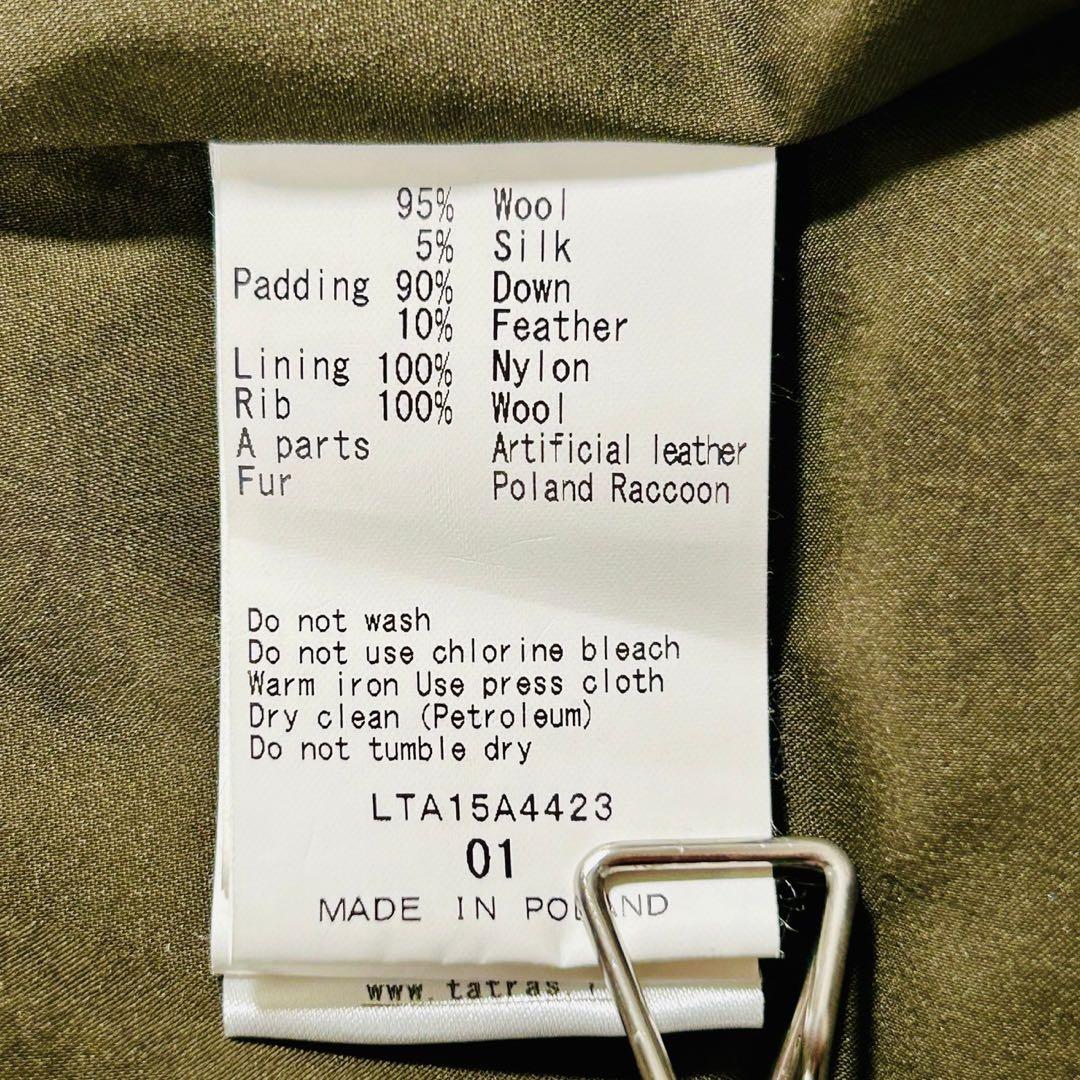 95% Wool
5% Silk
Padding 90% Down
10% Feather
Lining 100% Nylon
Rib 100% Wool
A parts Artificial leather
Fur Poland Raccoon
Do not wash
Do not use chlorine bleach
Warm iron Use press cloth
Dry clean (Petroleum)
Do not tumble dry
LTA15A4423
01
MADE IN POLAND
www.tatras.